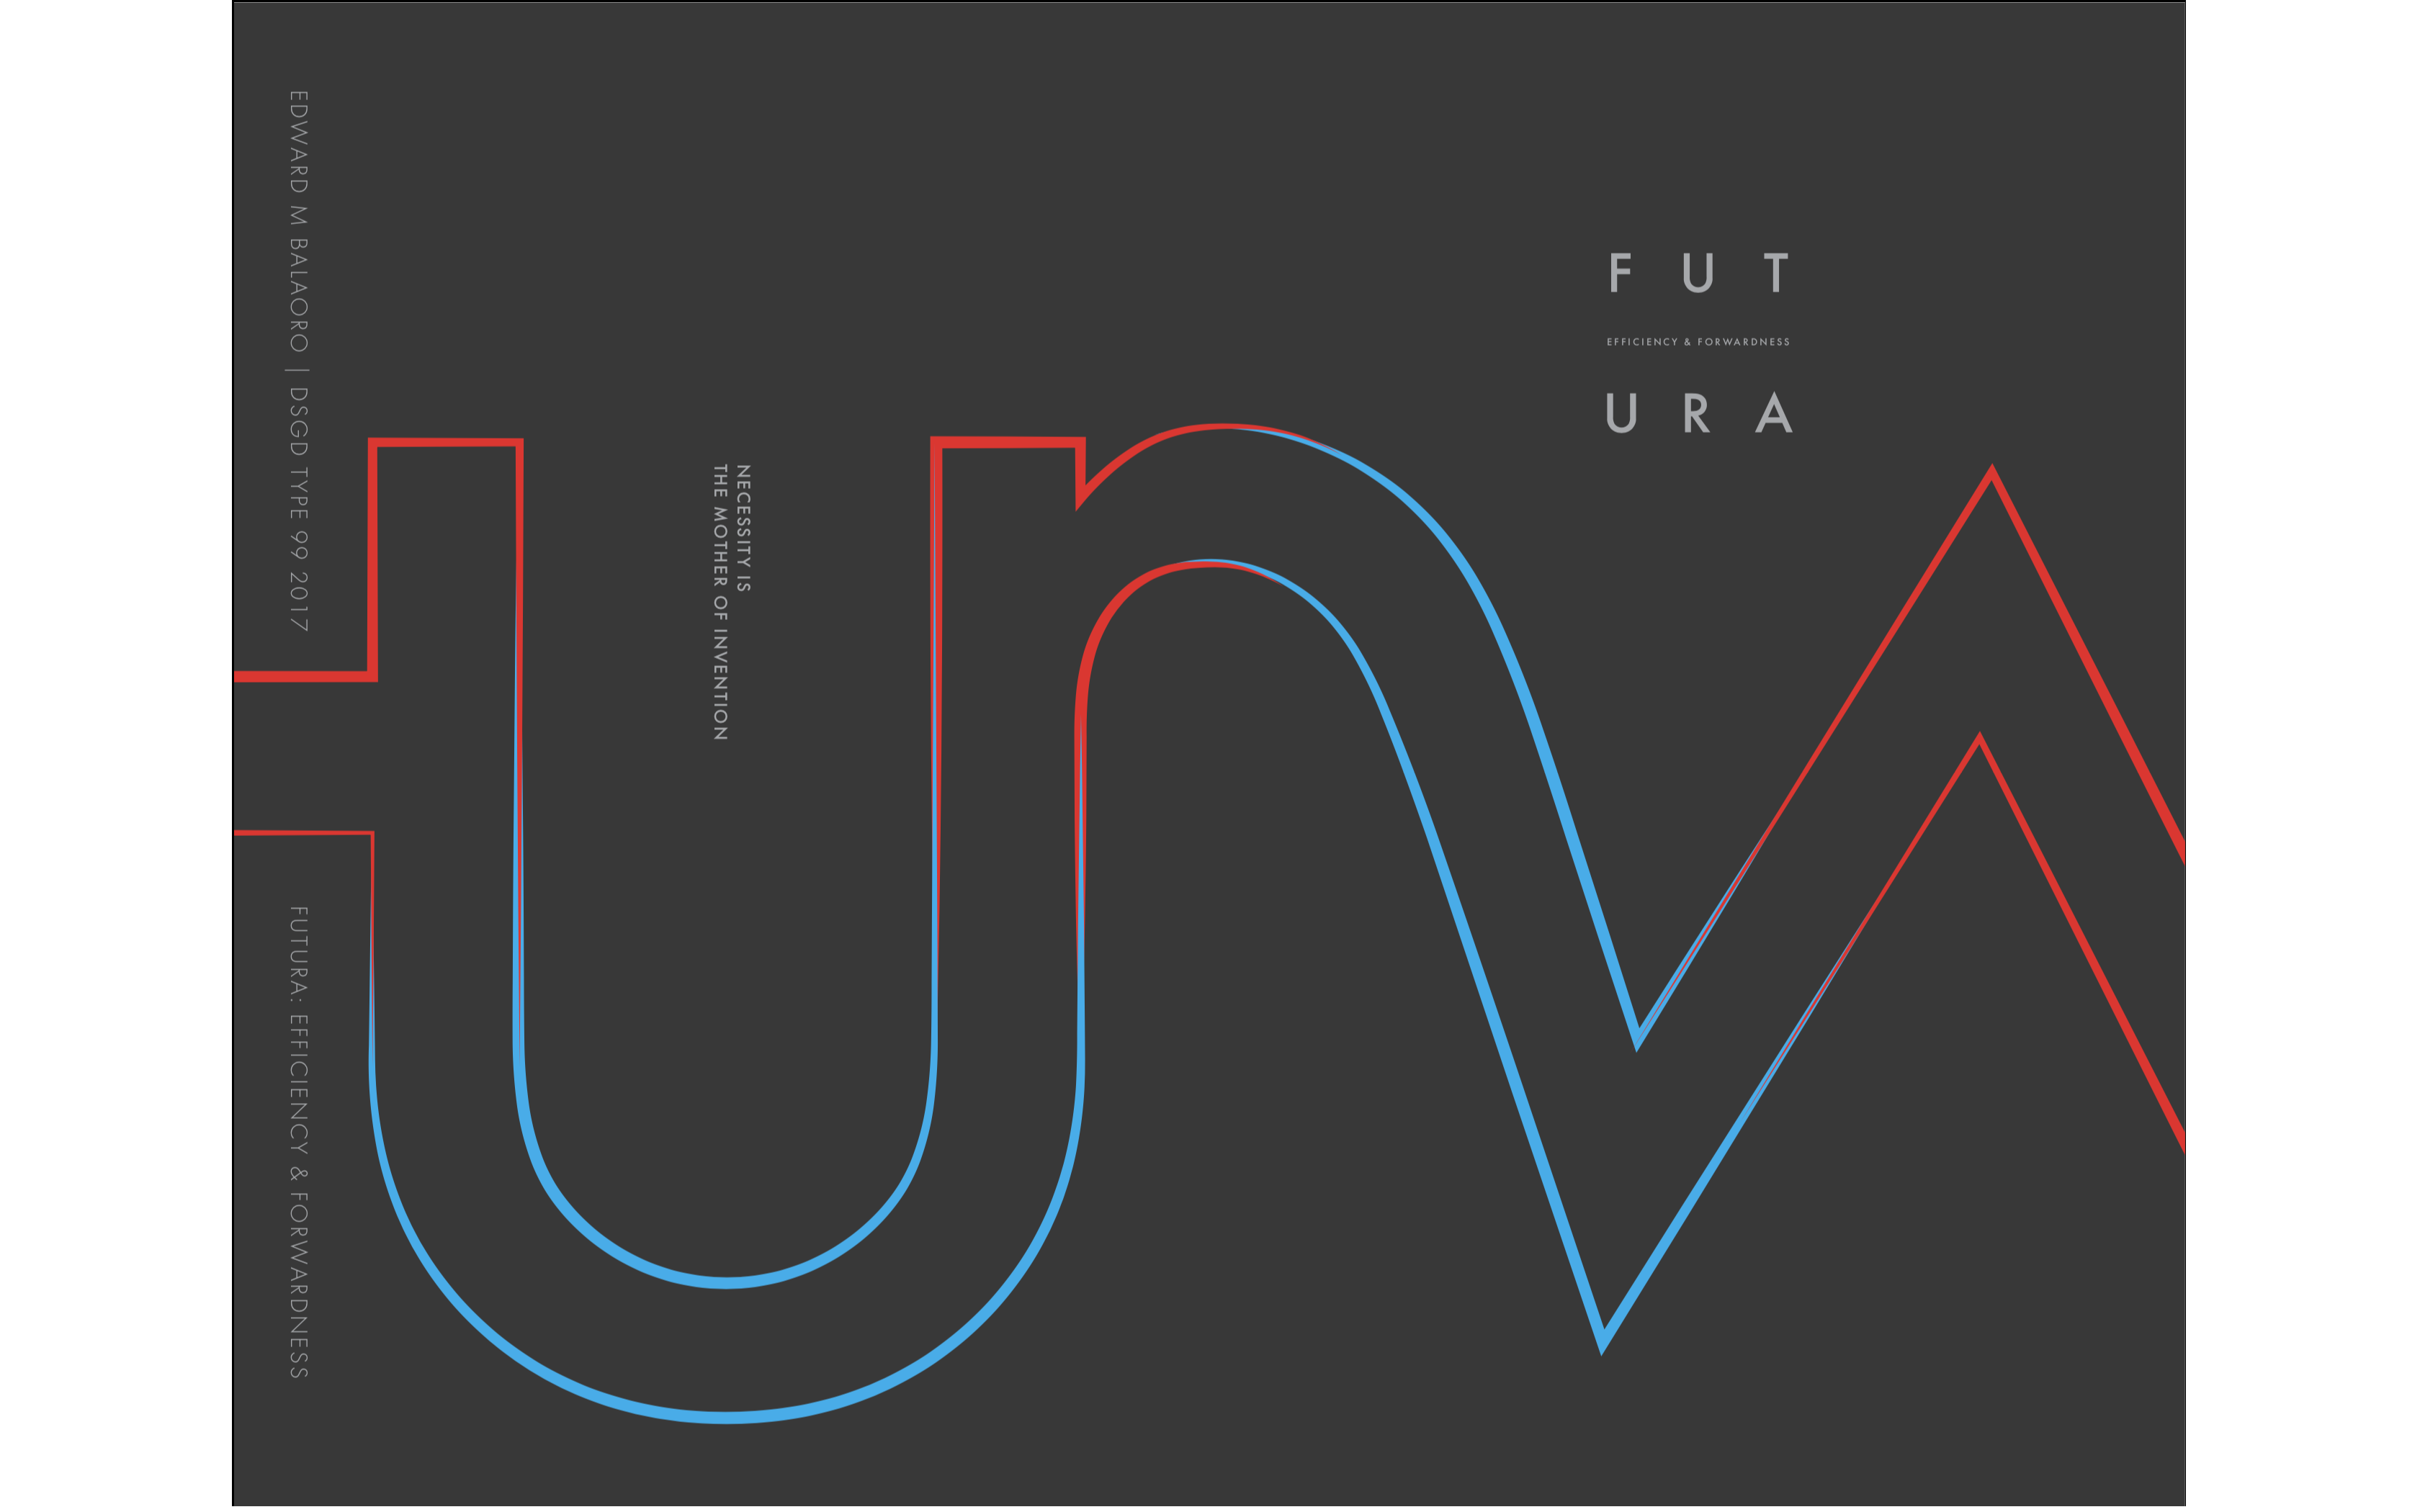 EDWARD M BALAORO | DSGD TYPE 99 2017
FUTURA: EFFICIENCY & FORWARDNESS
NECESSITY IS
THE MOTHER OF INVENTION
F U T
EFFICIENCY & FORWARDNESS
U R A